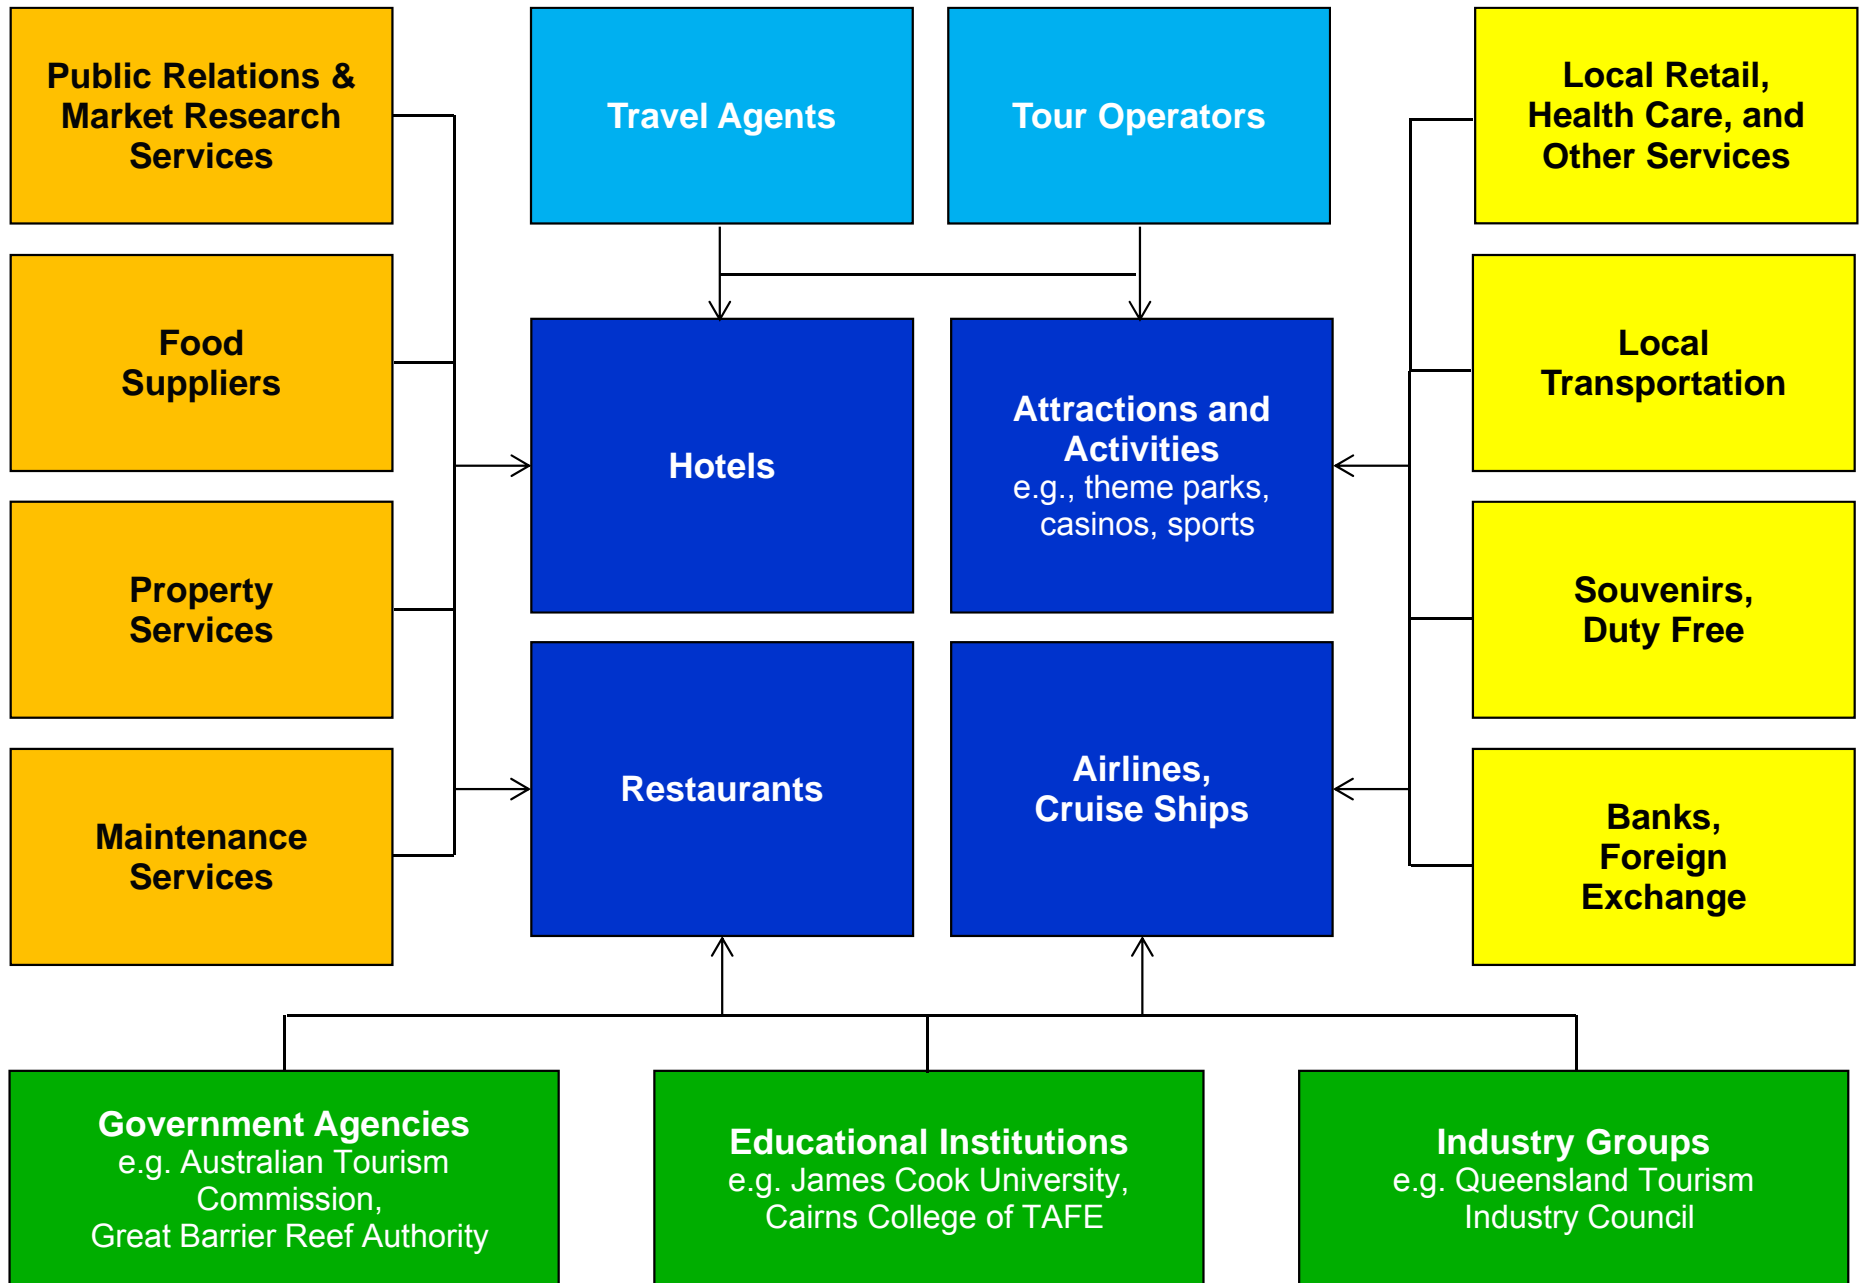 Public Relations &
Market Research
Services
Travel Agents
Tour Operators
Local Retail,
Health Care, and
Other Services
Food
Suppliers
Hotels
Attractions and
Activities
e.g., theme parks,
casinos, sports
Local
Transportation
Property
Services
Restaurants
Airlines,
Cruise Ships
Souvenirs,
Duty Free
Maintenance
Services
Banks,
Foreign
Exchange
Government Agencies
e.g. Australian Tourism
Commission,
Great Barrier Reef Authority
Educational Institutions
e.g. James Cook University,
Cairns College of TAFE
Industry Groups
e.g. Queensland Tourism
Industry Council